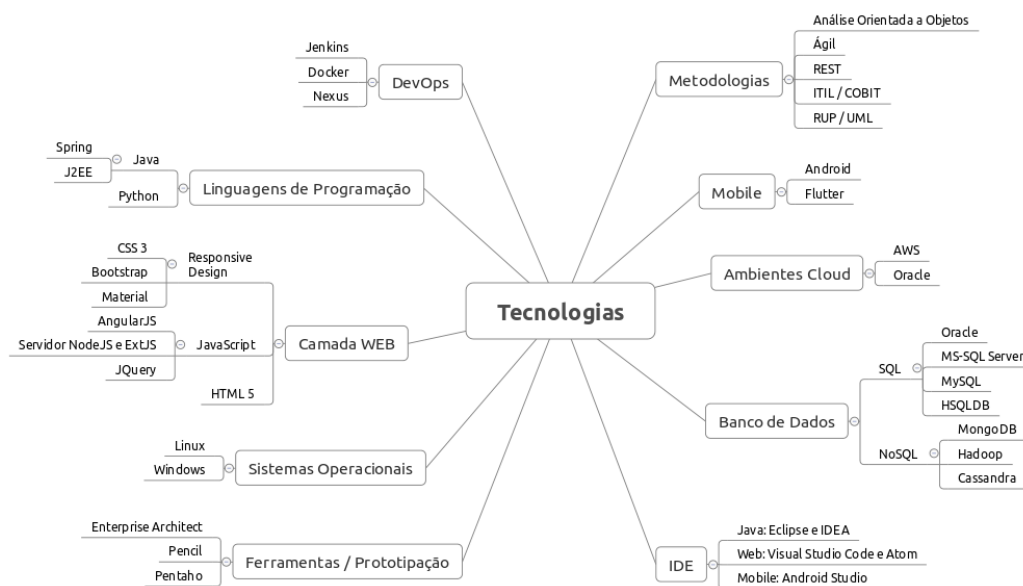 Tecnologias
DevOps
Jenkins
Docker
Nexus
Linguagens de Programação
Java
Spring
J2EE
Python
Camada WEB
Responsive
Design
CSS 3
Bootstrap
Material
JavaScript
AngularJS
Servidor NodeJS e ExtJS
JQuery
HTML 5
Sistemas Operacionais
Linux
Windows
Ferramentas / Prototipação
Enterprise Architect
Pencil
Pentaho
Metodologias
Análise Orientada a Objetos
Ágil
REST
ITIL / COBIT
RUP / UML
Mobile
Android
Flutter
Ambientes Cloud
AWS
Oracle
Banco de Dados
SQL
Oracle
MS-SQL Server
MySQL
HSQLDB
NoSQL
MongoDB
Hadoop
Cassandra
IDE
Java: Eclipse e IDEA
Web: Visual Studio Code e Atom
Mobile: Android Studio